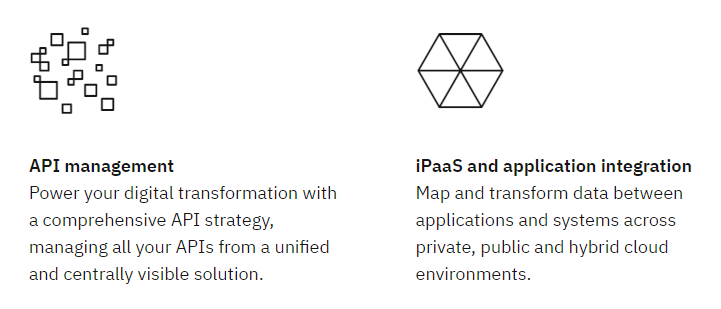 API management
Power your digital transformation with
a comprehensive API strategy,
managing all your APIs from a unified
and centrally visible solution.
iPaaS and application integration
Map and transform data between
applications and systems across
private, public and hybrid cloud
environments.